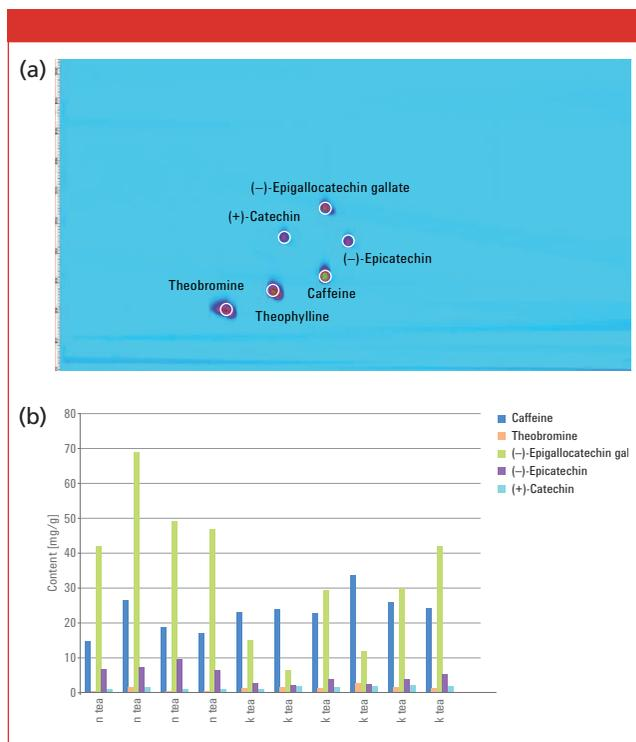 (a)
(−)-Epigallocatechin gallate
(+)-Catechin
(−)-Epicatechin
Theobromine
Caffeine
Theophylline
(b)
80
70
60
50
40
30
20
10
0
Content [mg/g]
Caffeine
Theobromine
(−)-Epigallocatechin gal
(−)-Epicatechin
(+)-Catechin
n tea
n tea
n tea
n tea
k tea
k tea
k tea
k tea
k tea
k tea